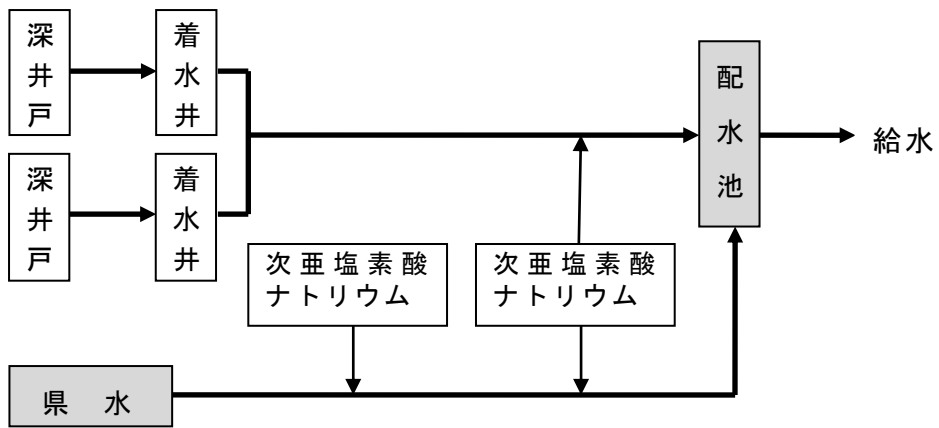 深井戸
着水井
深井戸
着水井
次亜塩素酸
ナトリウム
次亜塩素酸
ナトリウム
配水池
給水
県 水